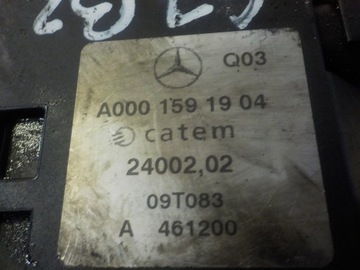 Q03
A000 159 19 04
catem
24002,02
09T083
A 461200